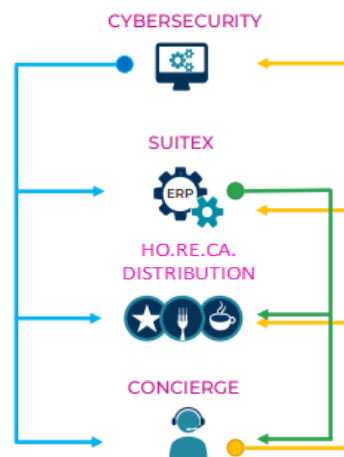 CYBERSECURITY
SUITEX
ERP
HO.RE.CA.
DISTRIBUTION
CONCIERGE